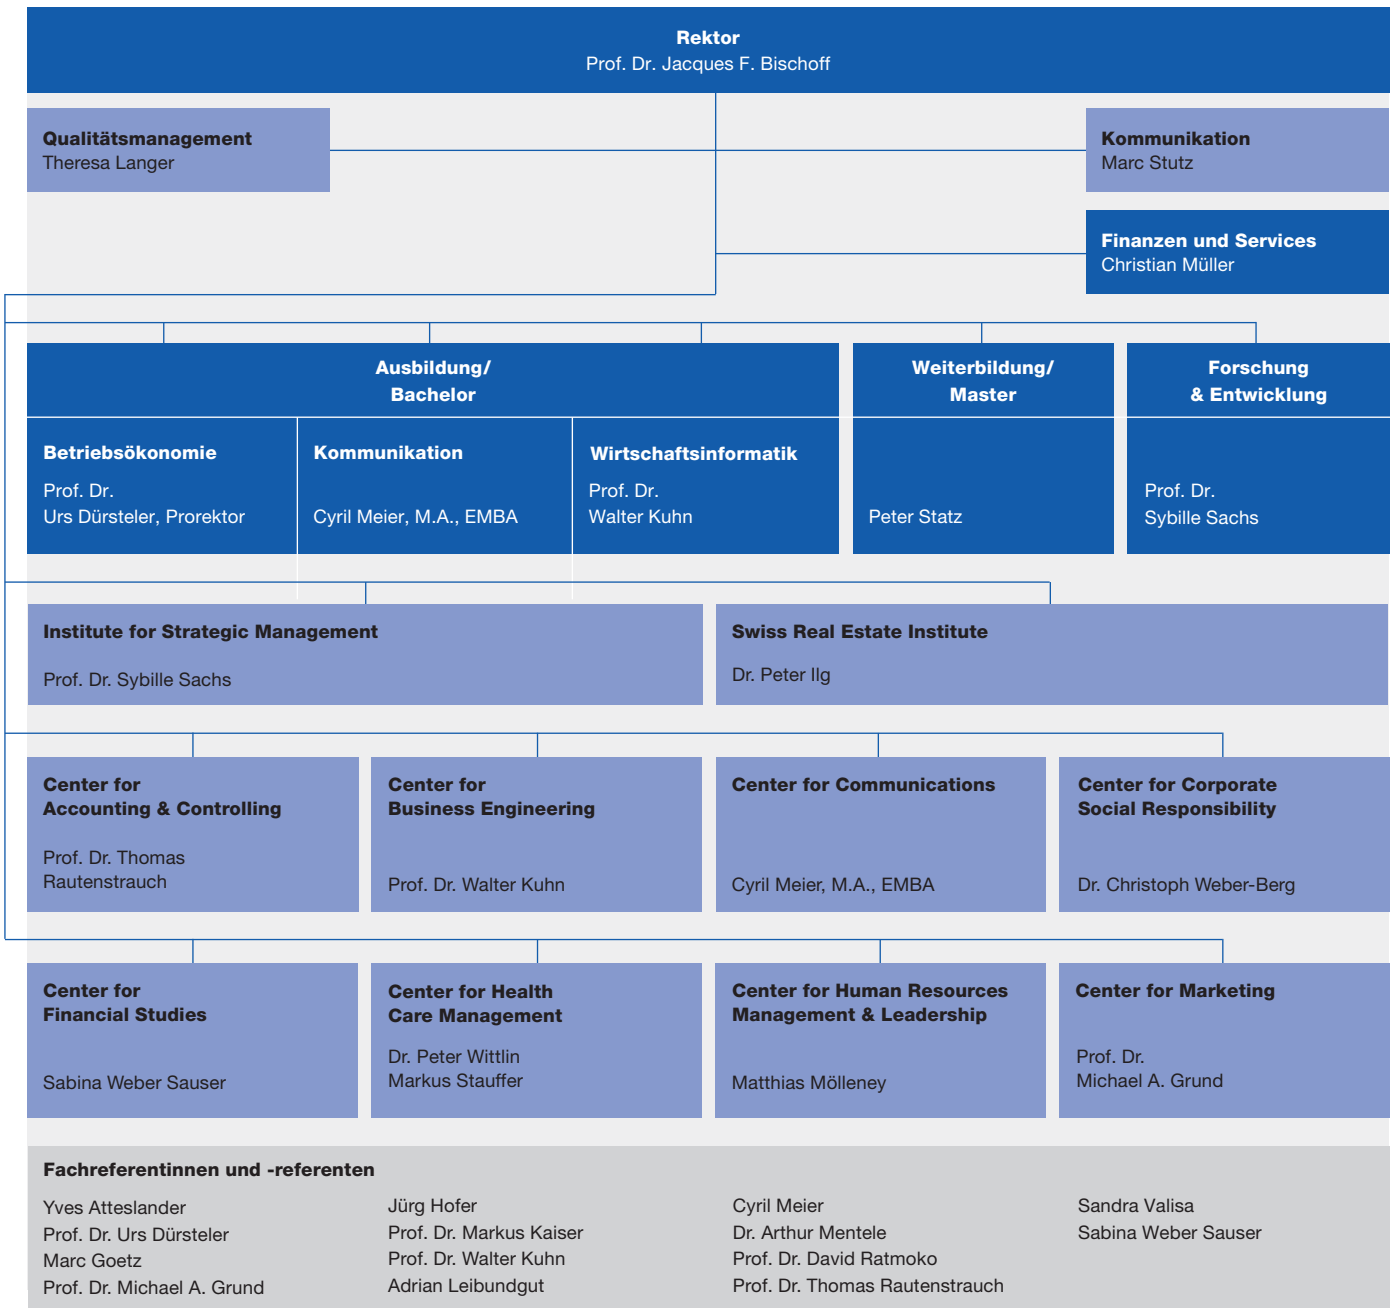 Rektor
Prof. Dr. Jacques F. Bischoff
Qualitätsmanagement
Theresa Langer
Kommunikation
Marc Stutz
Finanzen und Services
Christian Müller
Ausbildung/
Bachelor
Weiterbildung/
Master
Forschung
& Entwicklung
Betriebsökonomie
Prof. Dr.
Urs Dürsteler, Prorektor
Kommunikation
Cyril Meier, M.A., EMBA
Wirtschaftsinformatik
Prof. Dr.
Walter Kuhn
Peter Statz
Prof. Dr.
Sybille Sachs
Institute for Strategic Management
Prof. Dr. Sybille Sachs
Swiss Real Estate Institute
Dr. Peter Ilg
Center for
Accounting & Controlling
Prof. Dr. Thomas
Rautenstrauch
Center for
Business Engineering
Prof. Dr. Walter Kuhn
Center for Communications
Cyril Meier, M.A., EMBA
Center for Corporate
Social Responsibility
Dr. Christoph Weber-Berg
Center for
Financial Studies
Sabina Weber Sauser
Center for Health
Care Management
Dr. Peter Wittlin
Markus Stauffer
Center for Human Resources
Management & Leadership
Matthias Mölleney
Center for Marketing
Prof. Dr.
Michael A. Grund
Fachreferentinnen und -referenten
Yves Atteslander
Prof. Dr. Urs Dürsteler
Marc Goetz
Prof. Dr. Michael A. Grund
Jürg Hofer
Prof. Dr. Markus Kaiser
Prof. Dr. Walter Kuhn
Adrian Leibundgut
Cyril Meier
Dr. Arthur Mentele
Prof. Dr. David Ratmoko
Prof. Dr. Thomas Rautenstrauch
Sandra Valisa
Sabina Weber Sauser